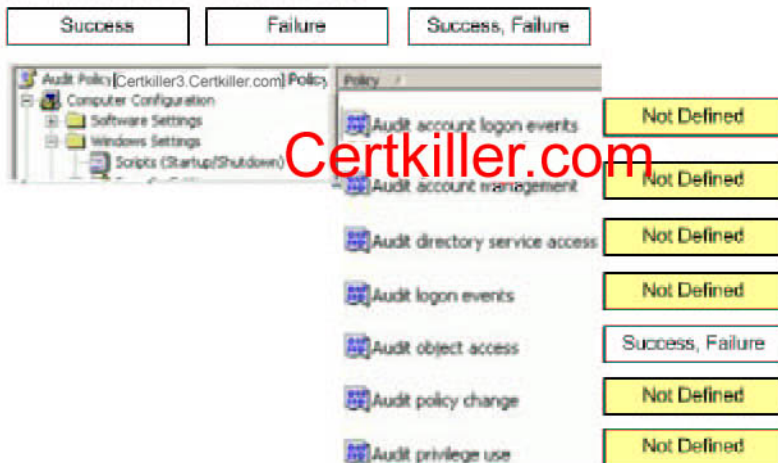 Success Failure Success, Failure
Audit Policy [Certkiller3.Certkiller.com] Policy
Computer Configuration
Software Settings
Windows Settings
Scripts (Startup/Shutdown)
Policy /
Audit account logon events Not Defined
Certkiller.com
Audit account management Not Defined
Audit directory service access Not Defined
Audit logon events Not Defined
Audit object access Success, Failure
Audit policy change Not Defined
Audit privilege use Not Defined